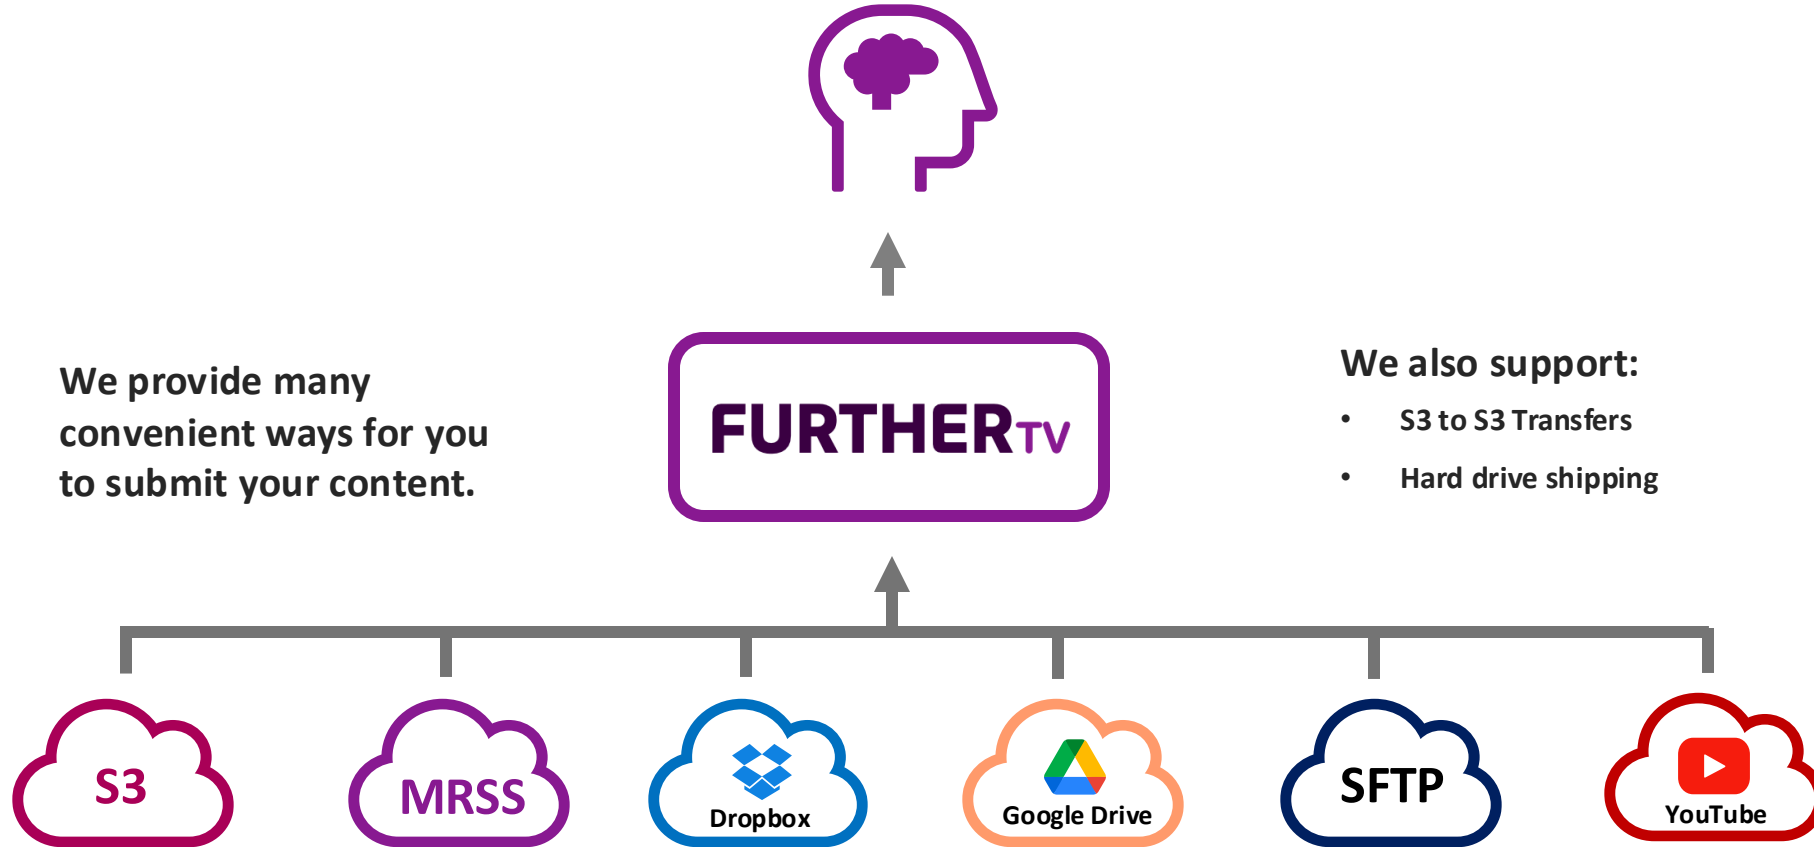 We provide many
convenient ways for you
to submit your content.
FURTHERTV
We also support:
• S3 to S3 Transfers
• Hard drive shipping
S3
MRSS
Dropbox
Google Drive
SFTP
YouTube